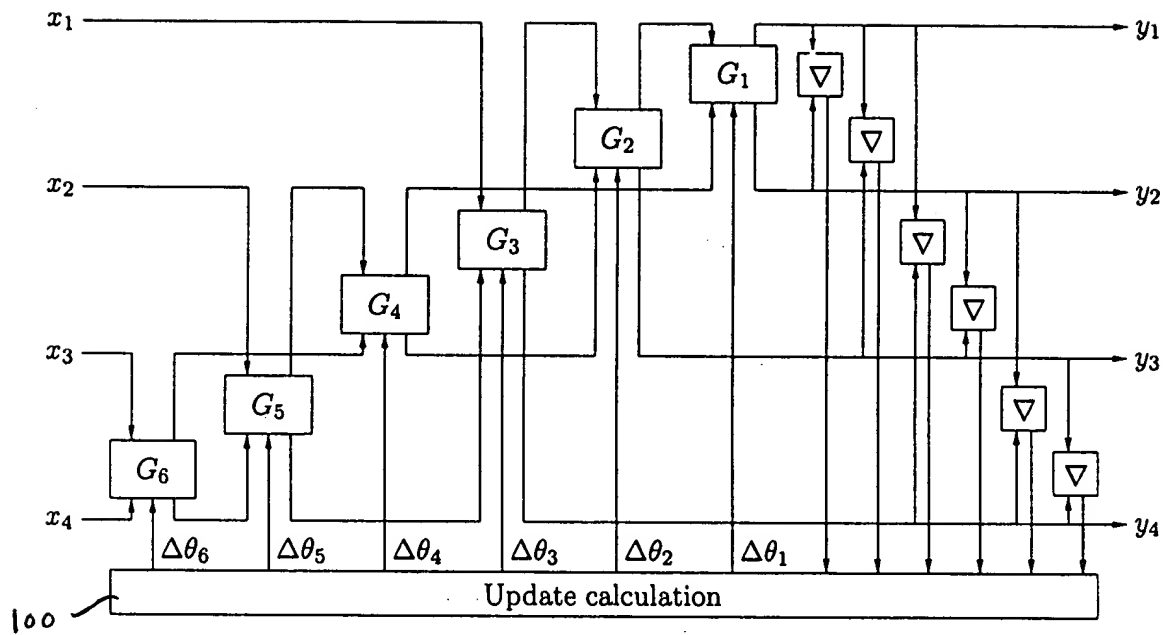 x₁
y₁
G₁
∇
G₂
∇
x₂
y₂
G₃
∇
G₄
∇
x₃
y₃
G₅
∇
G₆
∇
x₄
y₄
Δθ₆ Δθ₅ Δθ₄ Δθ₃ Δθ₂ Δθ₁
Update calculation
100